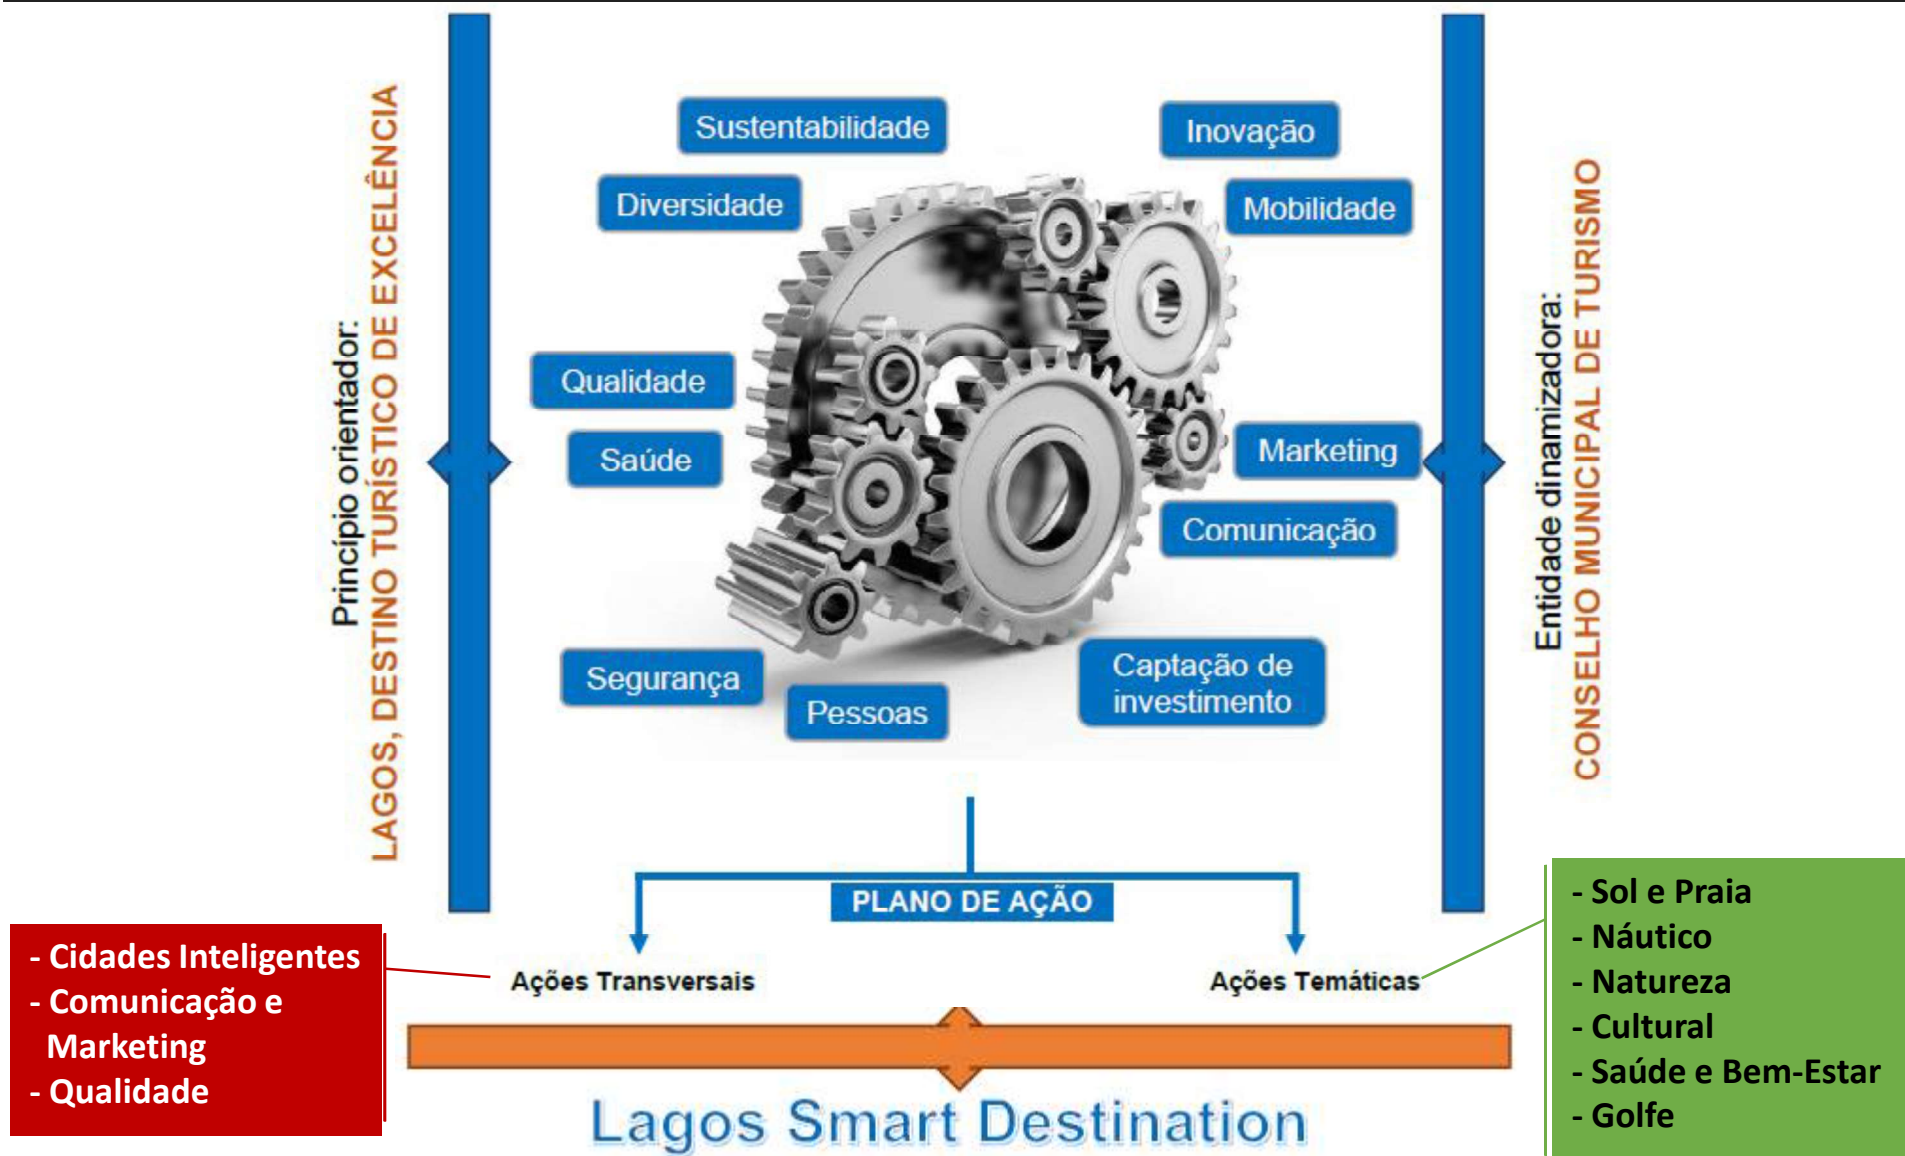 Princípio orientador:
LAGOS, DESTINO TURÍSTICO DE EXCELÊNCIA
Sustentabilidade
Diversidade
Qualidade
Saúde
Segurança
Pessoas
Inovação
Mobilidade
Marketing
Comunicação
Captação de
investimento
Entidade dinamizadora:
CONSELHO MUNICIPAL DE TURISMO
PLANO DE AÇÃO
Ações Transversais
Ações Temáticas
- Cidades Inteligentes
- Comunicação e
Marketing
- Qualidade
- Sol e Praia
- Náutico
- Natureza
- Cultural
- Saúde e Bem-Estar
- Golfe
Lagos Smart Destination